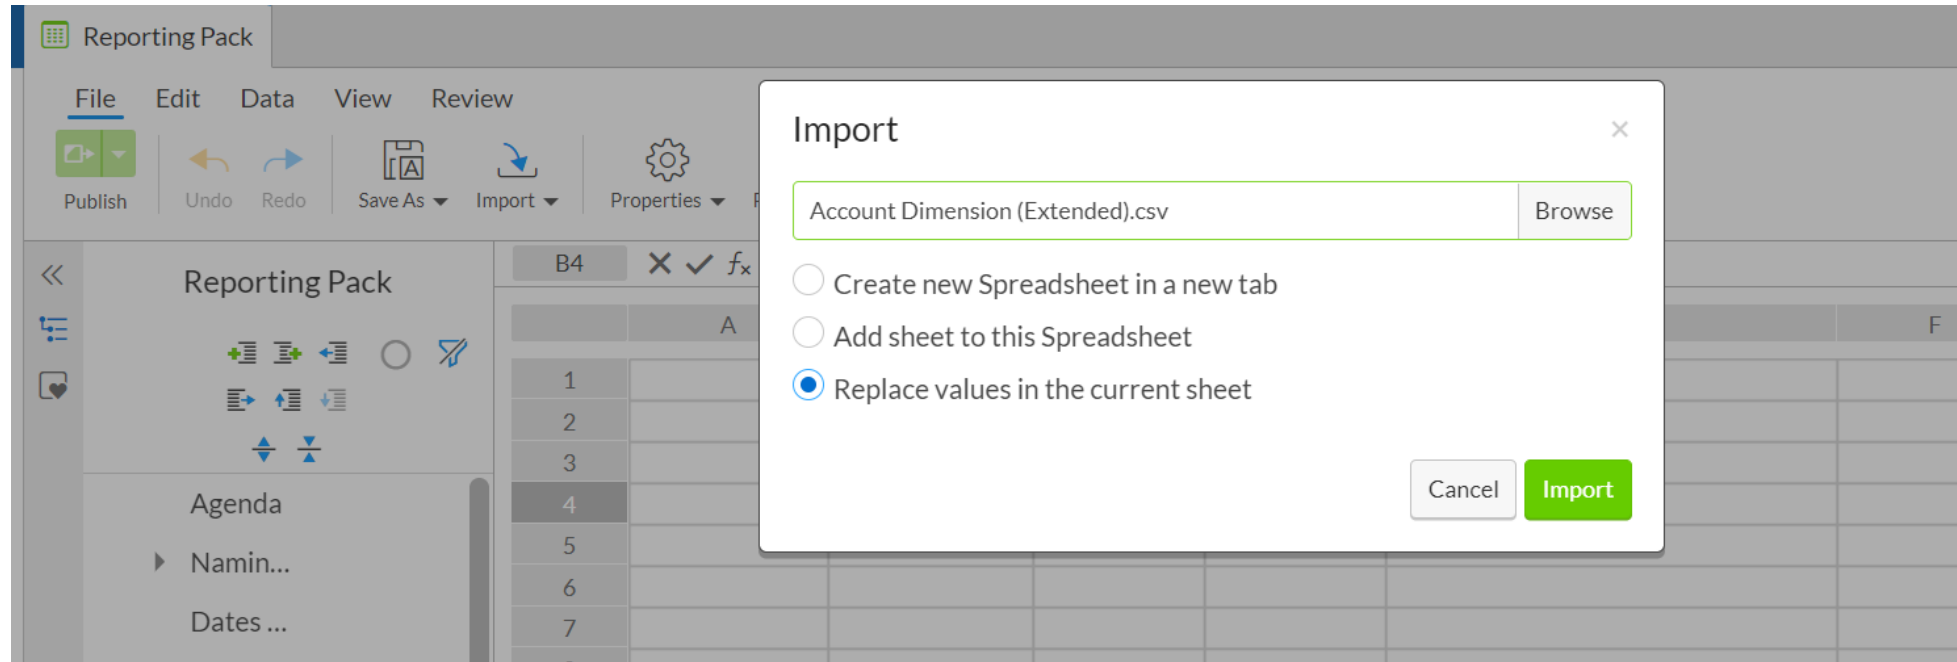 Reporting Pack
File Edit Data View Review
Publish Undo Redo Save As Import Properties
Reporting Pack
Agenda
Namin...
Dates ...
B4 fx
A F
1
2
3
4
5
6
7
Import
×
Account Dimension (Extended).csv Browse
Create new Spreadsheet in a new tab
Add sheet to this Spreadsheet
Replace values in the current sheet
Cancel Import